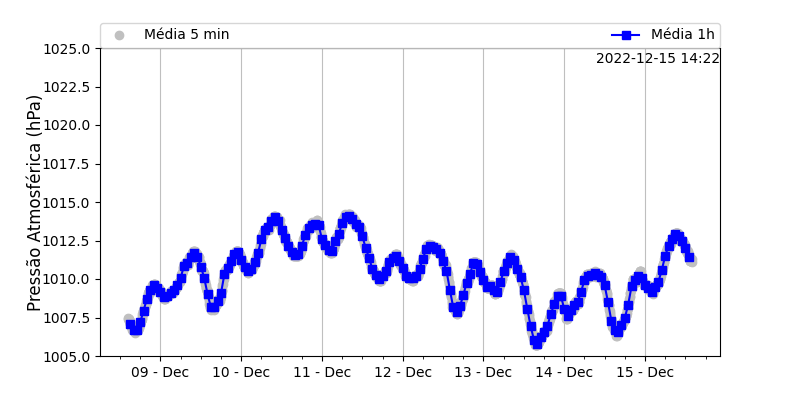 Média 5 min
Média 1h
2022-12-15 14:22
Pressão Atmosférica (hPa)
1025.0
1022.5
1020.0
1017.5
1015.0
1012.5
1010.0
1007.5
1005.0
09 - Dec
10 - Dec
11 - Dec
12 - Dec
13 - Dec
14 - Dec
15 - Dec